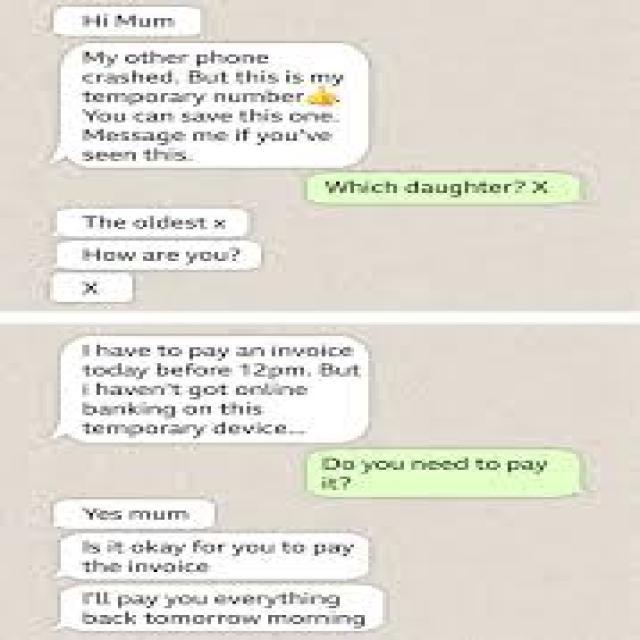 Hi Mum
My other phone
crashed. But this is my
temporary number👍.
You can save this one.
Message me if you've
seen this.
Which daughter? X
The oldest x
How are you?
X
I have to pay an invoice
today before 12pm. But
i haven't got online
banking on this
temporary device...
Do you need to pay
it?
Yes mum
Is it okay for you to pay
the invoice
I'll pay you everything
back tomorrow morning